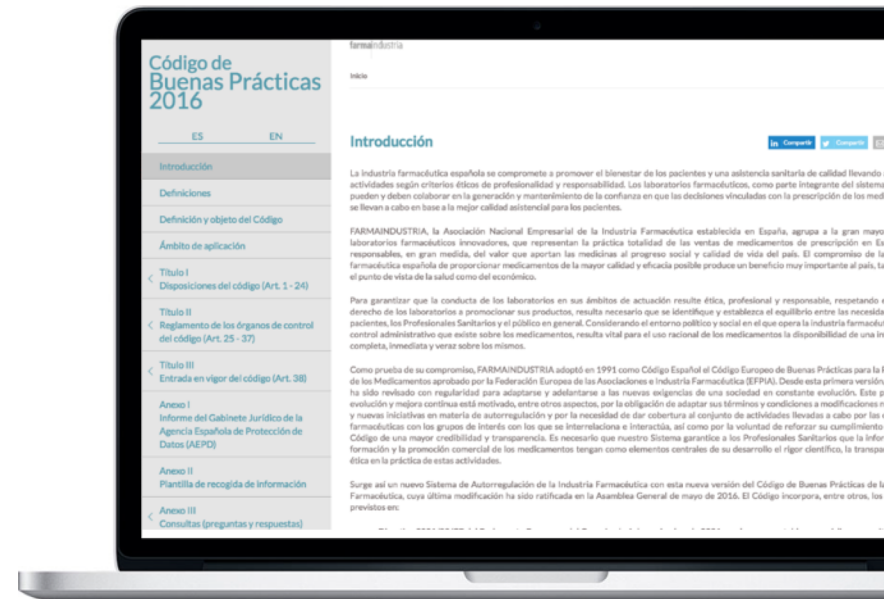 Código de
Buenas Prácticas
2016
ES EN
Introducción
Definiciones
Definición y objeto del Código
Ámbito de aplicación
Título I
Disposiciones del código (Art. 1 - 24)
Título II
Reglamento de los órganos de control
del código (Art. 25 - 37)
Título III
Entrada en vigor del código (Art. 38)
Anexo I
Informe del Gabinete Jurídico de la
Agencia Española de Protección de
Datos (AEPD)
Anexo II
Plantilla de recogida de información
Anexo III
Consultas (preguntas y respuestas)
farmaindustria
Inicio
Introducción
in Compartir Compartir
La industria farmacéutica española se compromete a promover el bienestar de los pacientes y una asistencia sanitaria de calidad llevando
actividades según criterios éticos de profesionalidad y responsabilidad. Los laboratorios farmacéuticos, como parte integrante del sistema
pueden y deben colaborar en la generación y mantenimiento de la confianza en que las decisiones vinculadas con la prescripción de los med
se llevan a cabo en base a la mejor calidad asistencial para los pacientes.
FARMAINDUSTRIA, la Asociación Nacional Empresarial de la Industria Farmacéutica establecida en España, agrupa a la gran mayo
laboratorios farmacéuticos innovadores, que representan la práctica totalidad de las ventas de medicamentos de prescripción en Es
responsables, en gran medida, del valor que aportan las medicinas al progreso social y calidad de vida del país. El compromiso de la
farmacéutica española de proporcionar medicamentos de la mayor calidad y eficacia posible produce un beneficio muy importante al país, ta
el punto de vista de la salud como del económico.
Para garantizar que la conducta de los laboratorios en sus ámbitos de actuación resulte ética, profesional y responsable, respetando
derecho de los laboratorios a promocionar sus productos, resulta necesario que se identifique y establezca el equilibrio entre las necesida
pacientes, los Profesionales Sanitarios y el público en general. Considerando el entorno político y social en el que opera la industria farmacéu
control administrativo que existe sobre los medicamentos, resulta vital para el uso racional de los medicamentos la disponibilidad de una in
completa, inmediata y veraz sobre los mismos.
Como prueba de su compromiso, FARMAINDUSTRIA adoptó en 1991 como Código Español el Código Europeo de Buenas Prácticas para la P
de los Medicamentos aprobado por la Federación Europea de las Asociaciones e Industria Farmacéutica (EFPIA). Desde esta primera versión,
ha sido revisado con regularidad para adaptarse y adelantarse a las nuevas exigencias de una sociedad en constante evolución. Este p
evolución y mejora continua está motivado, entre otros aspectos, por la obligación de adaptar sus términos y condiciones a modificaciones n
y nuevas iniciativas en materia de autorregulación y por la necesidad de dar cobertura al conjunto de actividades llevadas a cabo por las
farmacéuticas con los grupos de interés con los que se interrelaciona e interactúa, así como por la voluntad de reforzar su cumplimiento
Código de una mayor credibilidad y transparencia. Es necesario que nuestro Sistema garantice a los Profesionales Sanitarios que la infor
formación y la promoción comercial de los medicamentos tengan como elementos centrales de su desarrollo el rigor científico, la transpa
ética en la práctica de estas actividades.
Surge así un nuevo Sistema de Autorregulación de la Industria Farmacéutica con esta nueva versión del Código de Buenas Prácticas de la
Farmacéutica, cuya última modificación ha sido ratificada en la Asamblea General de mayo de 2016. El Código incorpora, entre otros, los
previstos en: